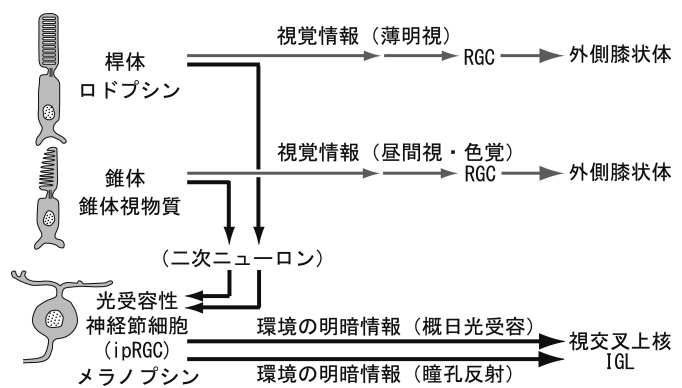 桿体
ロドプシン
視覚情報（薄明視）
RGC
外側膝状体
錐体
錐体視物質
視覚情報（昼間視・色覚）
RGC
外側膝状体
（二次ニューロン）
光受容性
神経節細胞
（ipRGC）
メラノプシン
環境の明暗情報（概日光受容）
環境の明暗情報（瞳孔反射）
視交叉上核
IGL